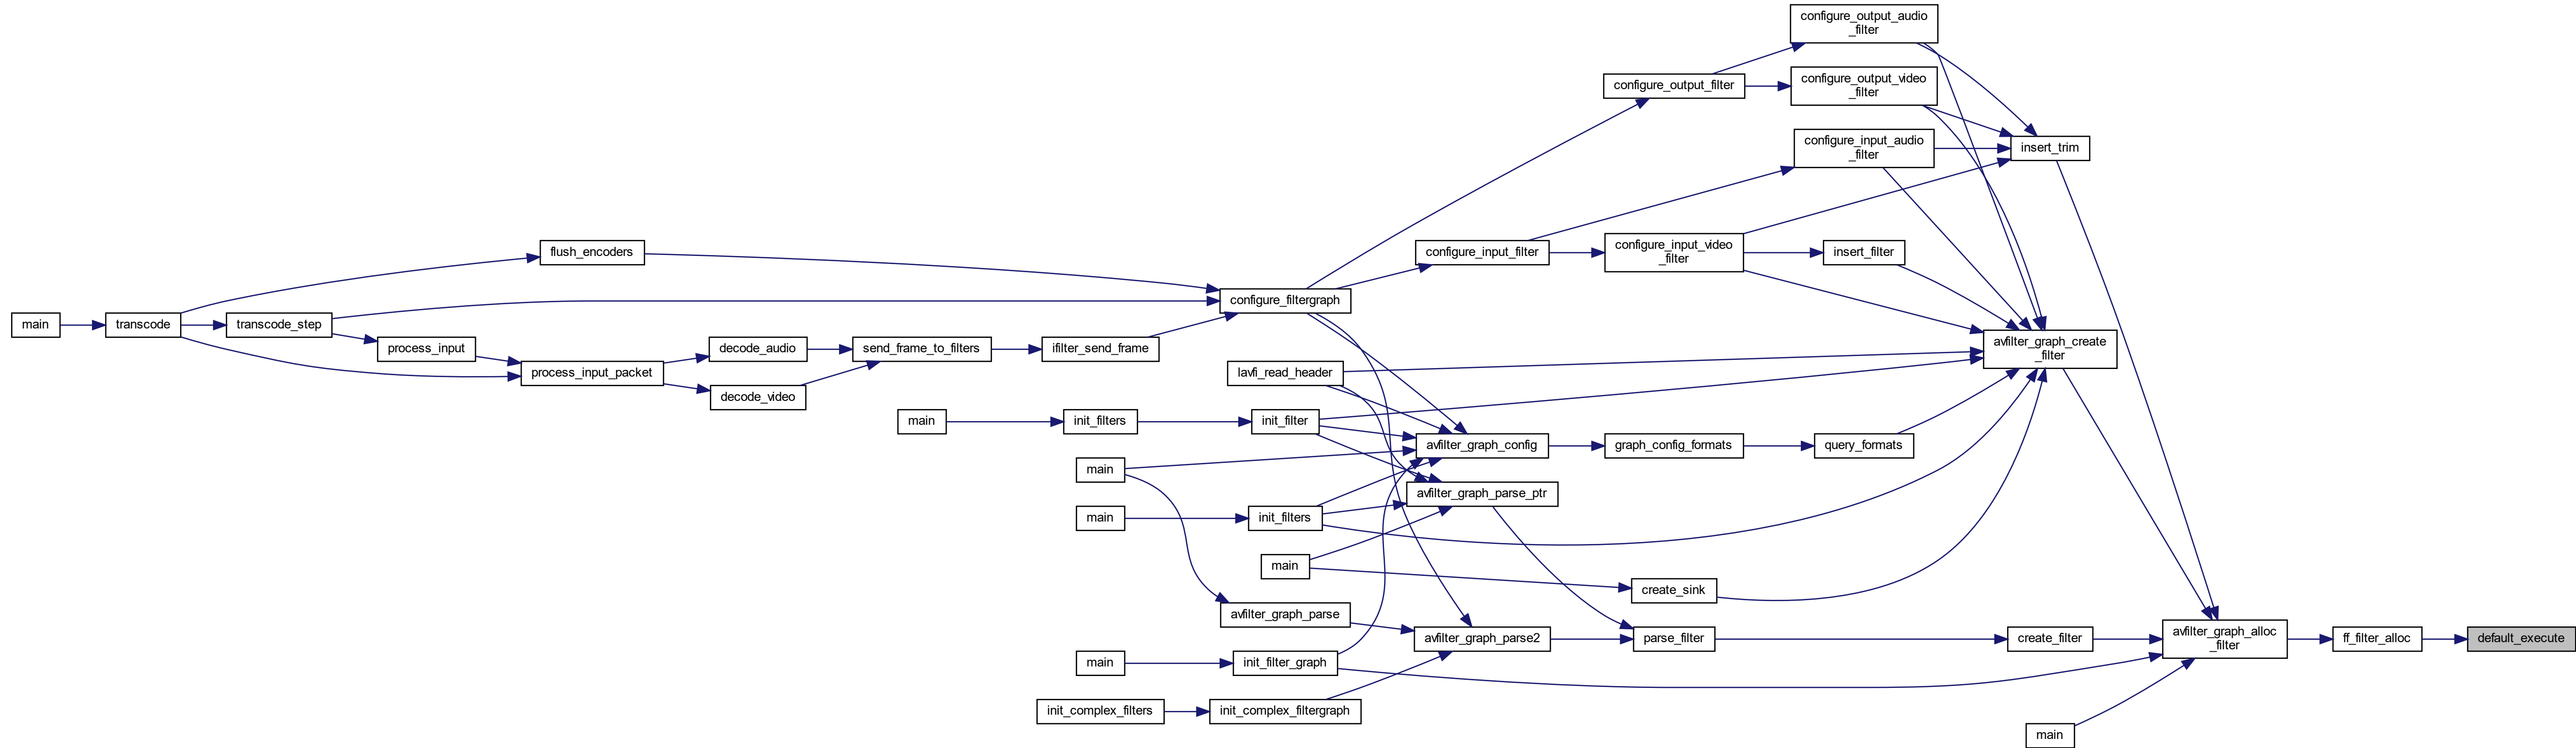 configure_output_audio
_filter
configure_output_filter
configure_output_video
_filter
configure_input_audio
_filter
insert_trim
flush_encoders
configure_input_filter
configure_input_video
_filter
insert_filter
configure_filtergraph
main
transcode
transcode_step
process_input
decode_audio
send_frame_to_filters
ifilter_send_frame
avfilter_graph_create
_filter
process_input_packet
lavfi_read_header
decode_video
main
init_filters
init_filter
avfilter_graph_config
graph_config_formats
query_formats
main
avfilter_graph_parse_ptr
main
init_filters
main
create_sink
avfilter_graph_parse
avfilter_graph_parse2
parse_filter
create_filter
avfilter_graph_alloc
_filter
ff_filter_alloc
default_execute
main
init_filter_graph
init_complex_filters
init_complex_filtergraph
main